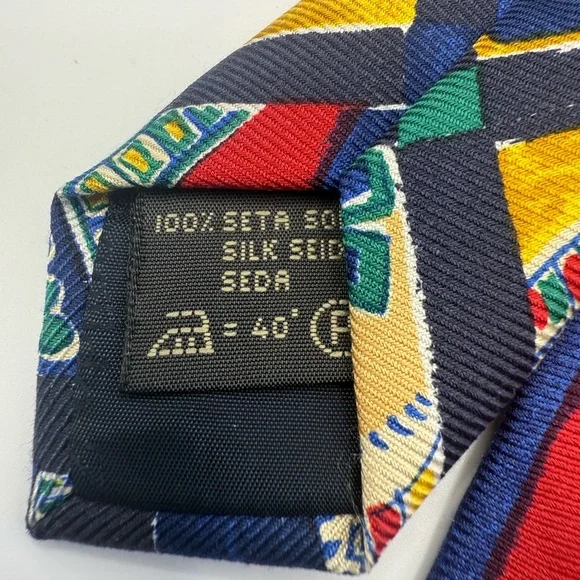 100% SETA SO
SILK SEID
SEDA
= 40° P